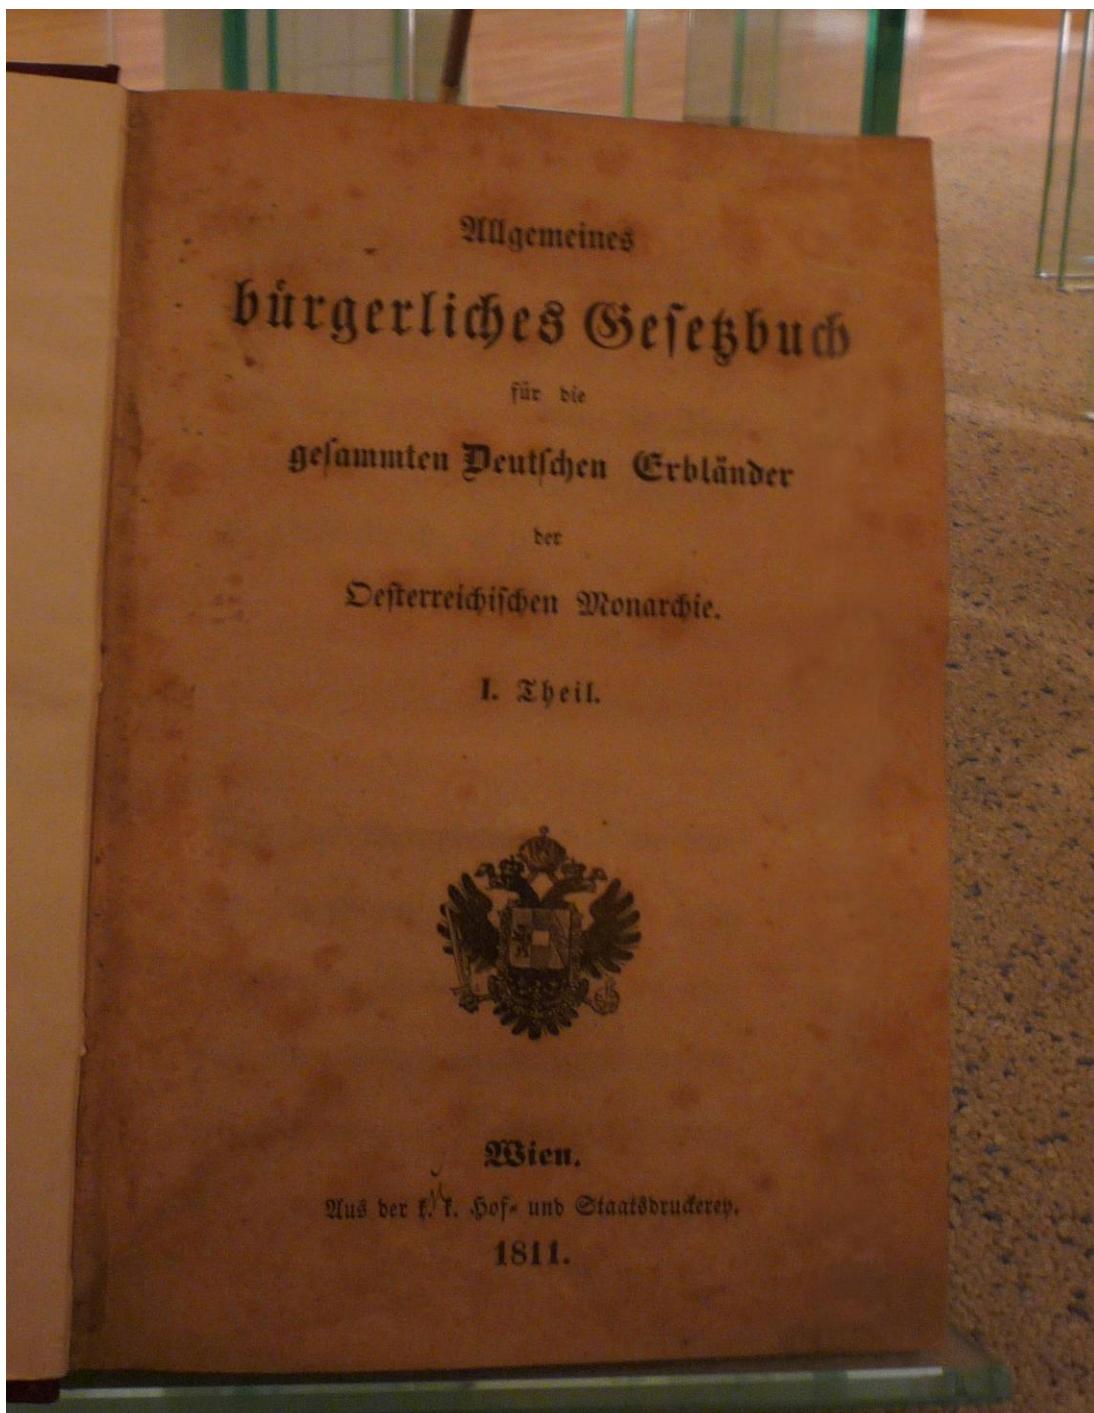 Allgemeines
bürgerliches Geſetzbuch
für die
geſammten Deutſchen Erbländer
der
Oeſterreichiſchen Monarchie.
I. Theil.
Wien.
Aus der k. k. Hof- und Staatsdruckerey.
1811.